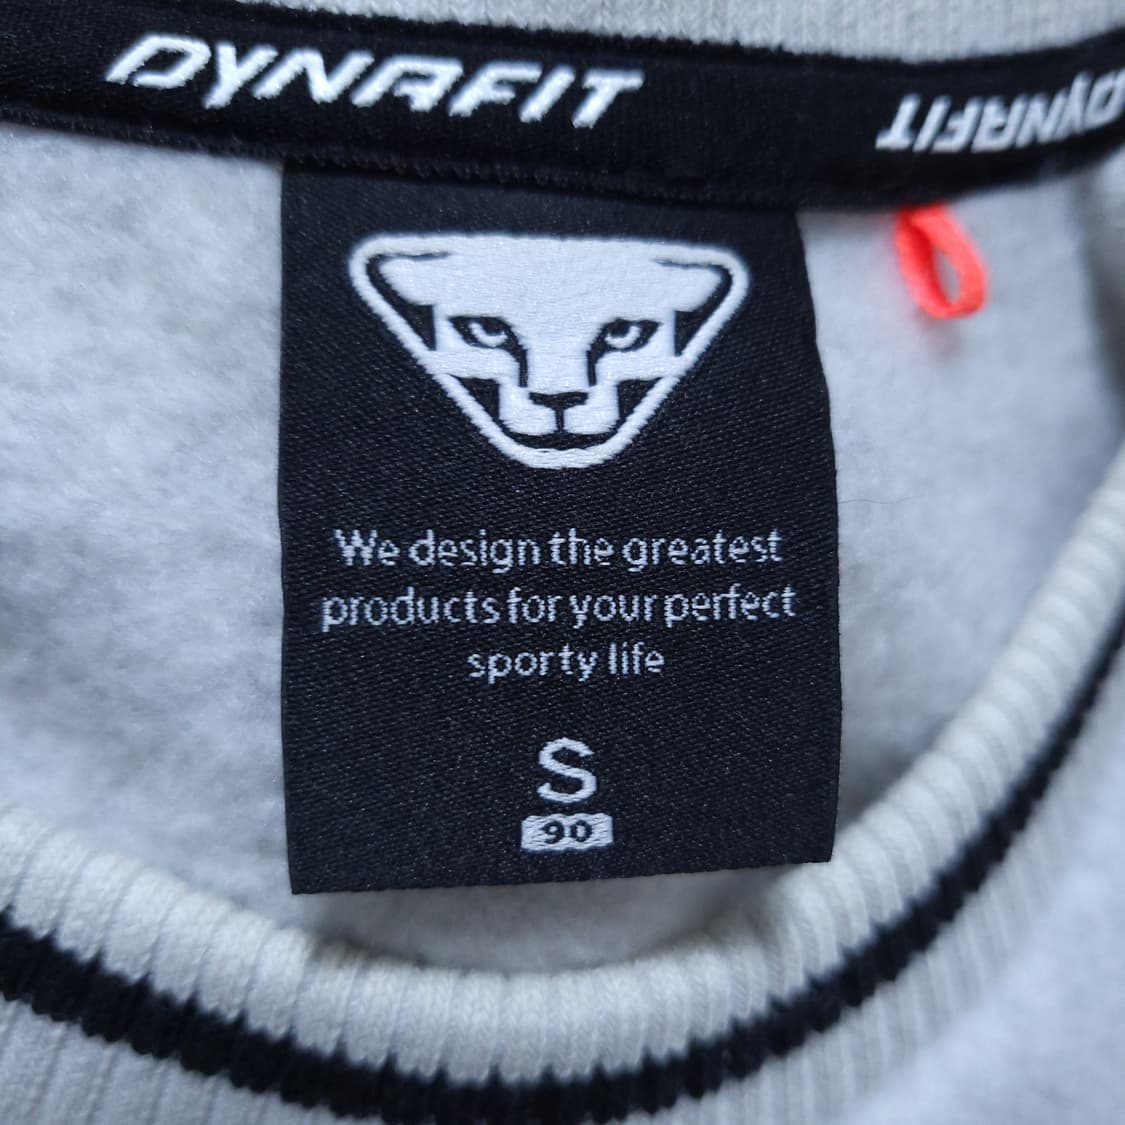 DYNAFIT
DYNAFIT
We design the greatest
products for your perfect
sporty life
S
90